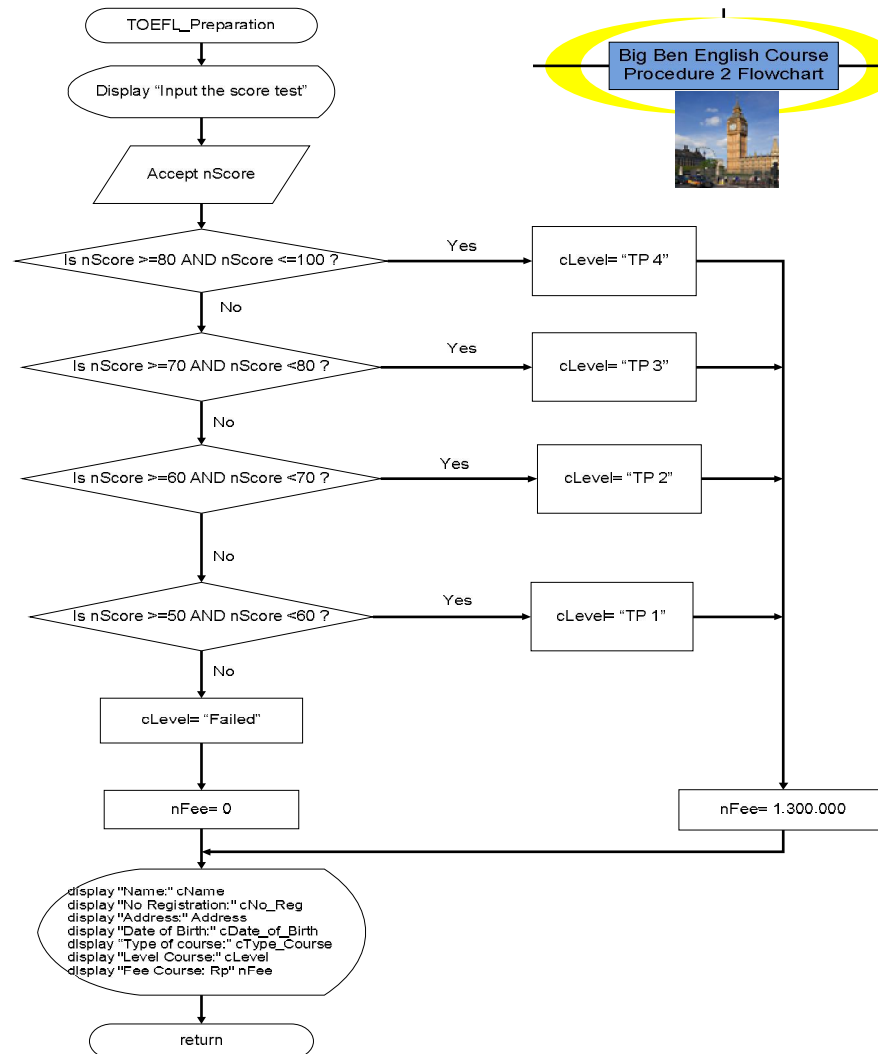 TOEFL_Preparation
Big Ben English Course
Procedure 2 Flowchart
Display “Input the score test”
Accept nScore
Is nScore >=80 AND nScore <=100 ?
Yes
cLevel= “TP 4”
No
Is nScore >=70 AND nScore <80 ?
Yes
cLevel= “TP 3”
No
Is nScore >=60 AND nScore <70 ?
Yes
cLevel= “TP 2”
No
Is nScore >=50 AND nScore <60 ?
Yes
cLevel= “TP 1”
No
cLevel= “Failed”
nFee= 0
nFee= 1.300.000
display "Name:" cName
display "No Registration:" cNo_Reg
display "Address:" Address
display "Date of Birth:" cDate_of_Birth
display “Type of course:” cType_Course
display "Level Course:" cLevel
display "Fee Course: Rp" nFee
return